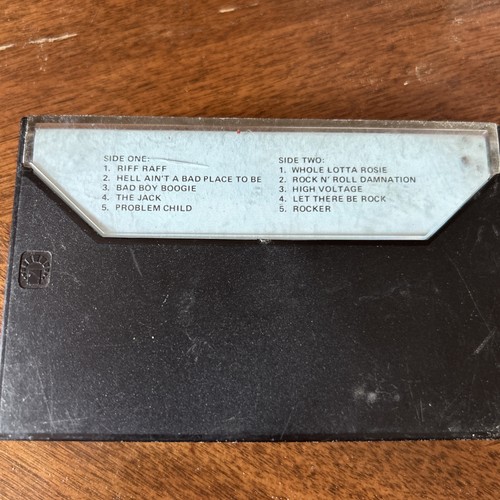 SIDE ONE:
1. RIFF RAFF
2. HELL AIN'T A BAD PLACE TO BE
3. BAD BOY BOOGIE
4. THE JACK
5. PROBLEM CHILD
SIDE TWO:
1. WHOLE LOTTA ROSIE
2. ROCK N' ROLL DAMNATION
3. HIGH VOLTAGE
4. LET THERE BE ROCK
5. ROCKER